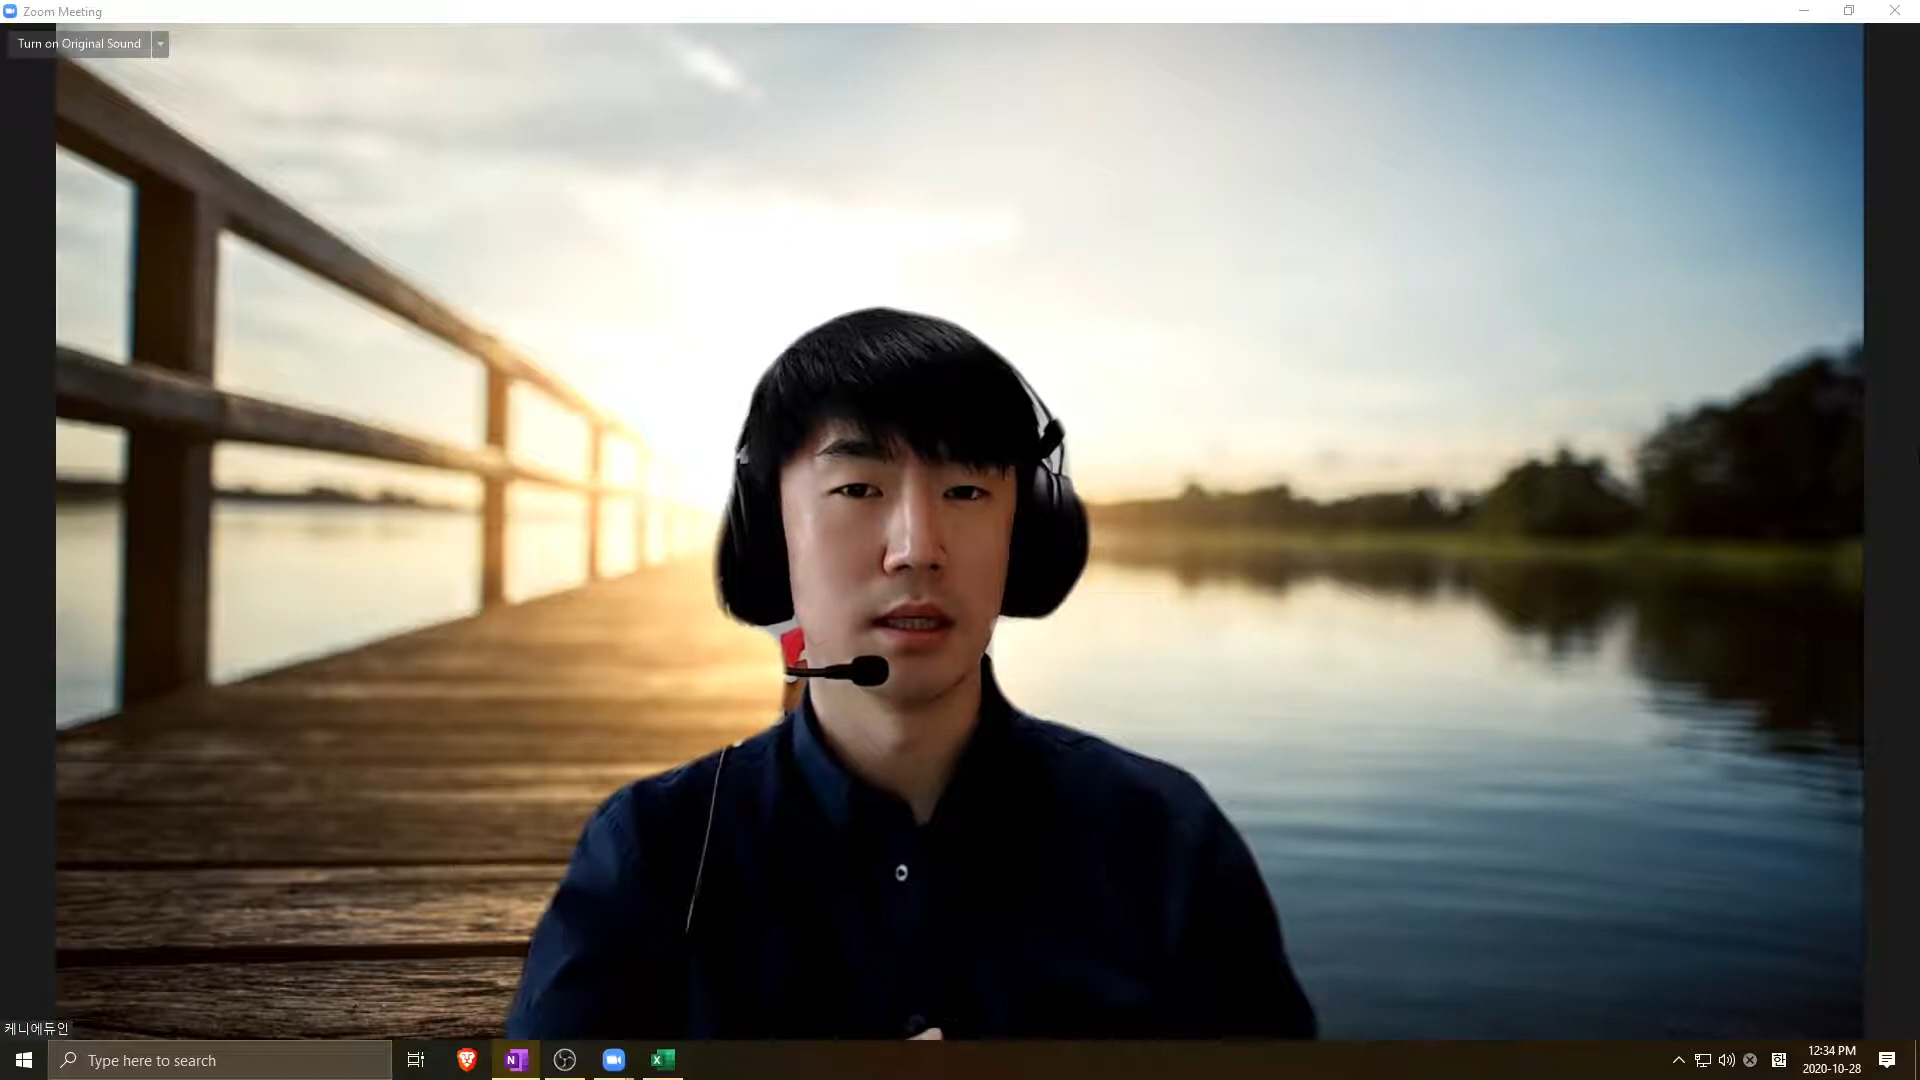 Zoom Meeting
Turn on Original Sound
케니에듀인
Type here to search
12:34 PM
2020-10-28